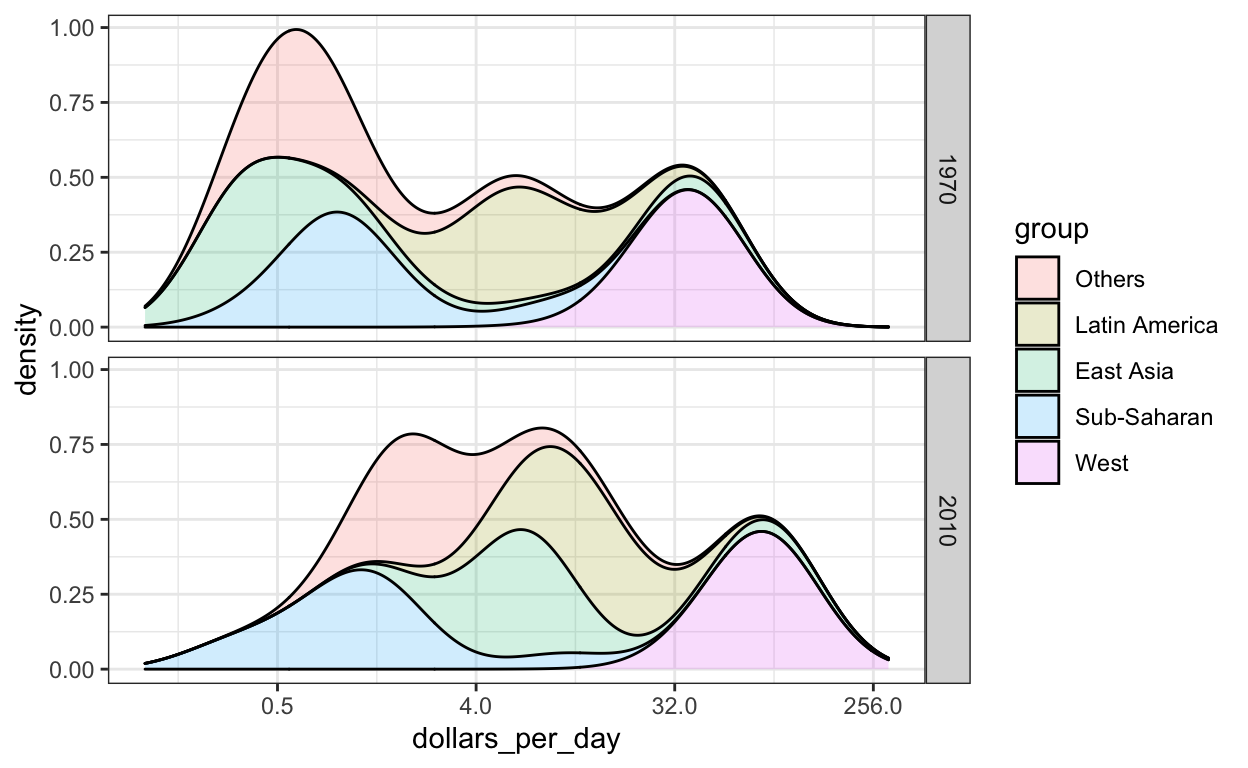 1.00
0.75
0.50
0.25
0.00
1970
density
1.00
0.75
0.50
0.25
0.00
2010
0.5 4.0 32.0 256.0
dollars_per_day
group
Others
Latin America
East Asia
Sub-Saharan
West